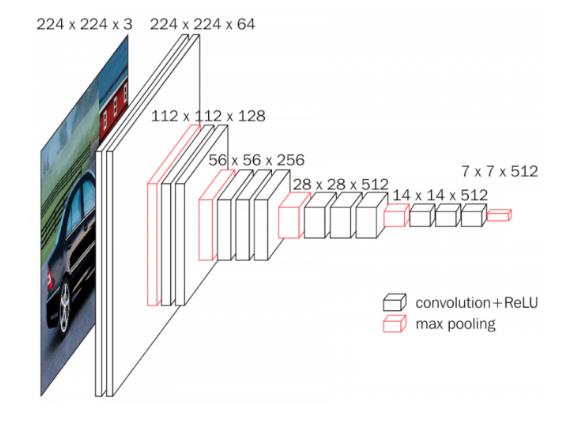 224 x 224 x 3
224 x 224 x 64
112 x 112 x 128
56 x 56 x 256
28 x 28 x 512
14 x 14 x 512
7 x 7 x 512
convolution+ReLU
max pooling